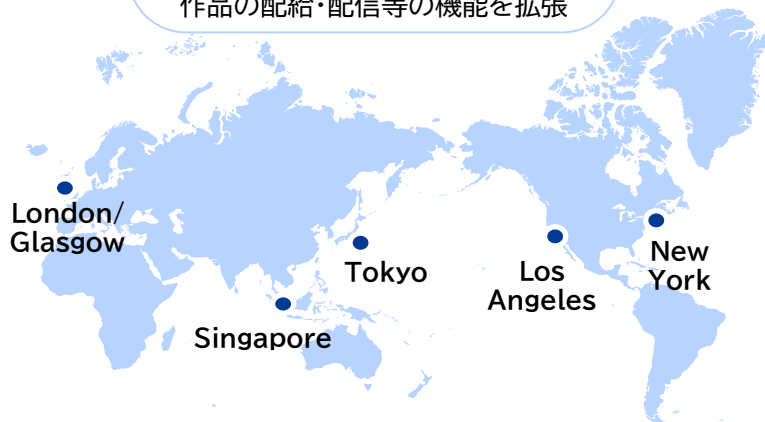 作品の配給・配信等の機能を拡張
London/
Glasgow
Tokyo
Singapore
Los
Angeles
New
York